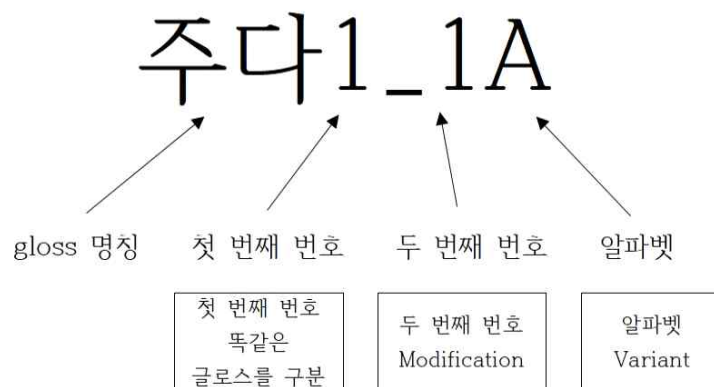 주다1_1A
gloss 명칭 첫 번째 번호 두 번째 번호 알파벳
첫 번째 번호
똑같은
글로스를 구분
두 번째 번호
Modification
알파벳
Variant